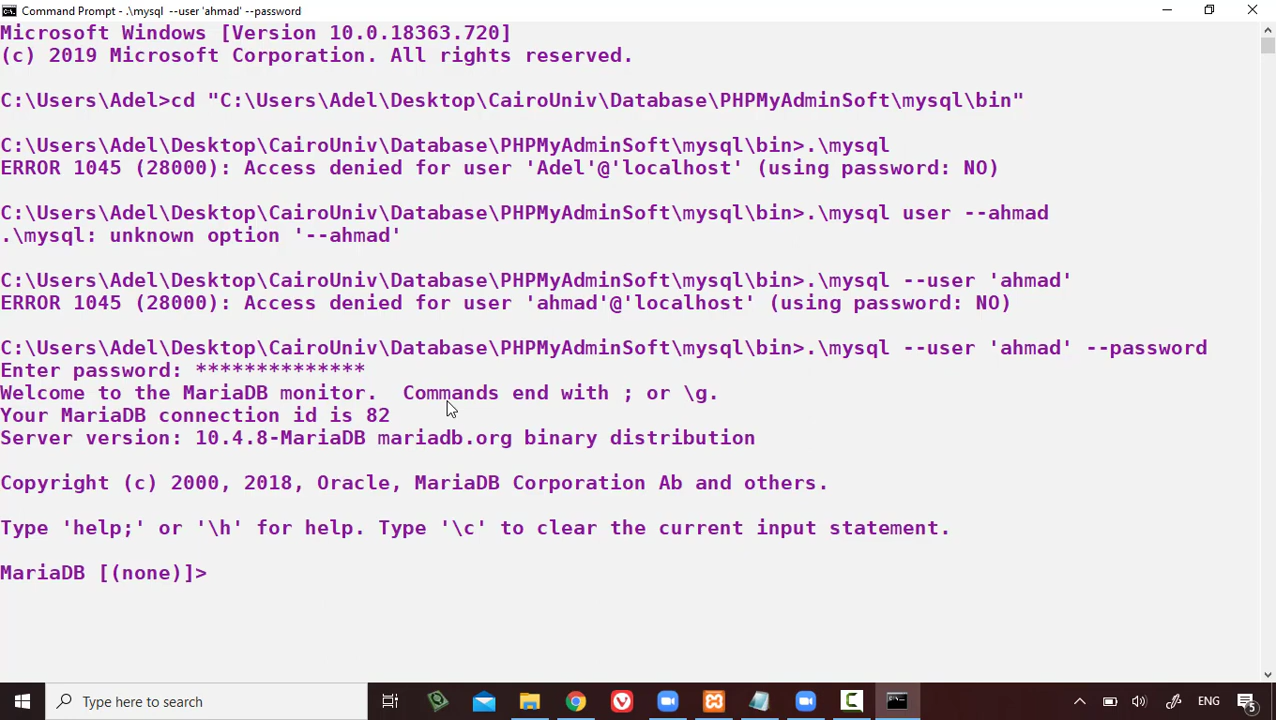 Command Prompt - .\mysql --user 'ahmad' --password
Microsoft Windows [Version 10.0.18363.720]
(c) 2019 Microsoft Corporation. All rights reserved.
C:\Users\Adel>cd "C:\Users\Adel\Desktop\CairoUniv\Database\PHPMyAdminSoft\mysql\bin"
C:\Users\Adel\Desktop\CairoUniv\Database\PHPMyAdminSoft\mysql\bin>.\mysql
ERROR 1045 (28000): Access denied for user 'Adel'@'localhost' (using password: NO)
C:\Users\Adel\Desktop\CairoUniv\Database\PHPMyAdminSoft\mysql\bin>.\mysql user --ahmad
.\mysql: unknown option '--ahmad'
C:\Users\Adel\Desktop\CairoUniv\Database\PHPMyAdminSoft\mysql\bin>.\mysql --user 'ahmad'
ERROR 1045 (28000): Access denied for user 'ahmad'@'localhost' (using password: NO)
C:\Users\Adel\Desktop\CairoUniv\Database\PHPMyAdminSoft\mysql\bin>.\mysql --user 'ahmad' --password
Enter password: **************
Welcome to the MariaDB monitor.  Commands end with ; or \g.
Your MariaDB connection id is 82
Server version: 10.4.8-MariaDB mariadb.org binary distribution
Copyright (c) 2000, 2018, Oracle, MariaDB Corporation Ab and others.
Type 'help;' or '\h' for help. Type '\c' to clear the current input statement.
MariaDB [(none)]>
Type here to search
ENG
5